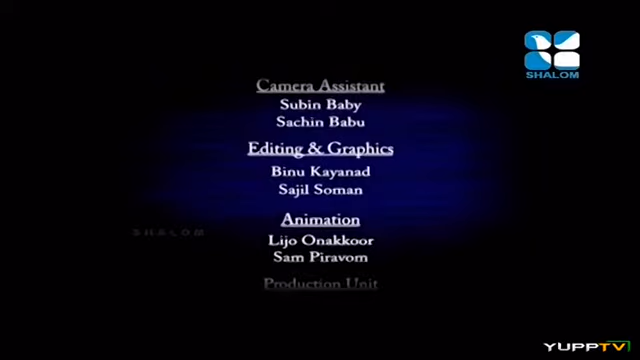 SHALOM
Camera Assistant
Subin Baby
Sachin Babu
Editing & Graphics
Binu Kayanad
Sajil Soman
Animation
SHALOM
Lijo Onakkoor
Sam Piravom
Production Unit
YUPPTV